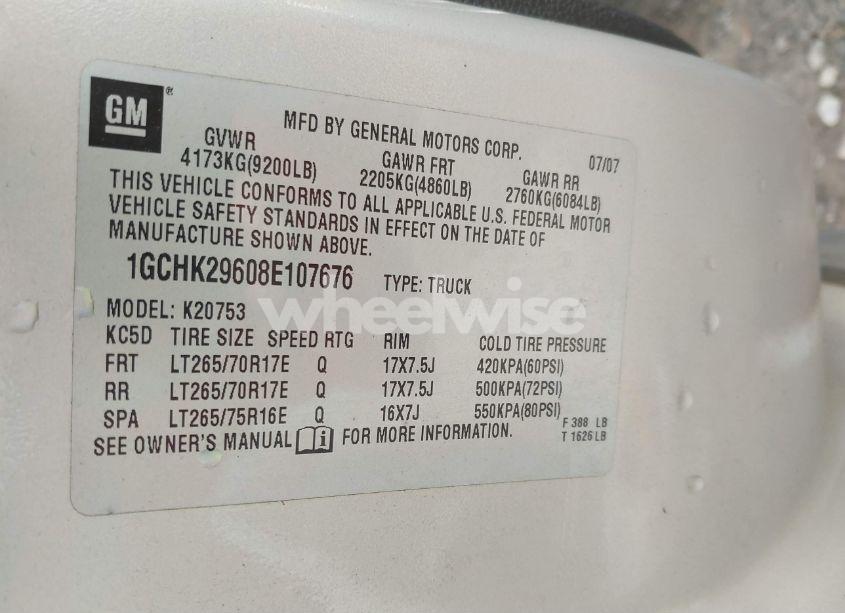 GM®
MFD BY GENERAL MOTORS CORP. 07/07
GVWR GAWR FRT GAWR RR
4173KG(9200LB) 2205KG(4860LB) 2760KG(6084LB)
THIS VEHICLE CONFORMS TO ALL APPLICABLE U.S. FEDERAL MOTOR
VEHICLE SAFETY STANDARDS IN EFFECT ON THE DATE OF
MANUFACTURE SHOWN ABOVE.
1GCHK29608E107676 TYPE: TRUCK
wheelwise
MODEL: K20753
KC5D TIRE SIZE SPEED RTG RIM COLD TIRE PRESSURE
FRT LT265/70R17E Q 17X7.5J 420KPA(60PSI)
RR LT265/70R17E Q 17X7.5J 500KPA(72PSI)
SPA LT265/75R16E Q 16X7J 550KPA(80PSI)
F 388 LB
SEE OWNER'S MANUAL i FOR MORE INFORMATION. T 1626 LB